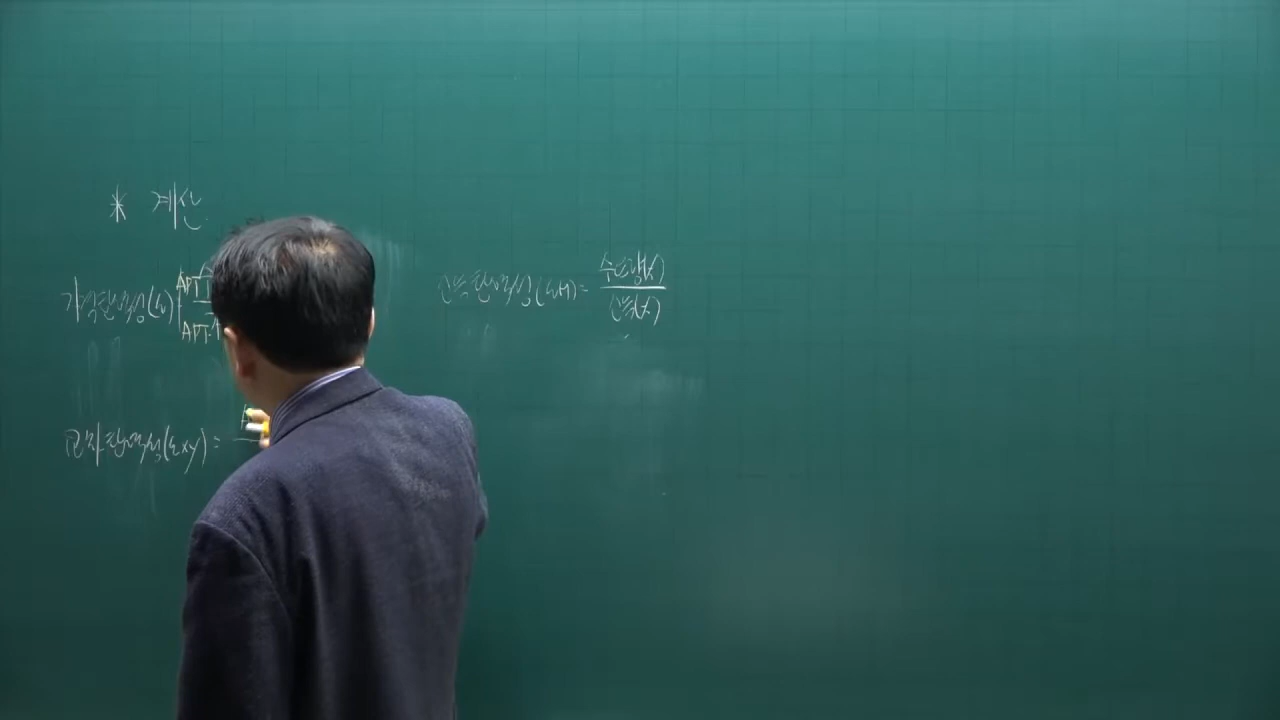 * 계산
가격탄력성(ε)
APT
APT
소득탄력성(εM)= 수요량(%)
소득(%)
교차탄력성(εxy)=